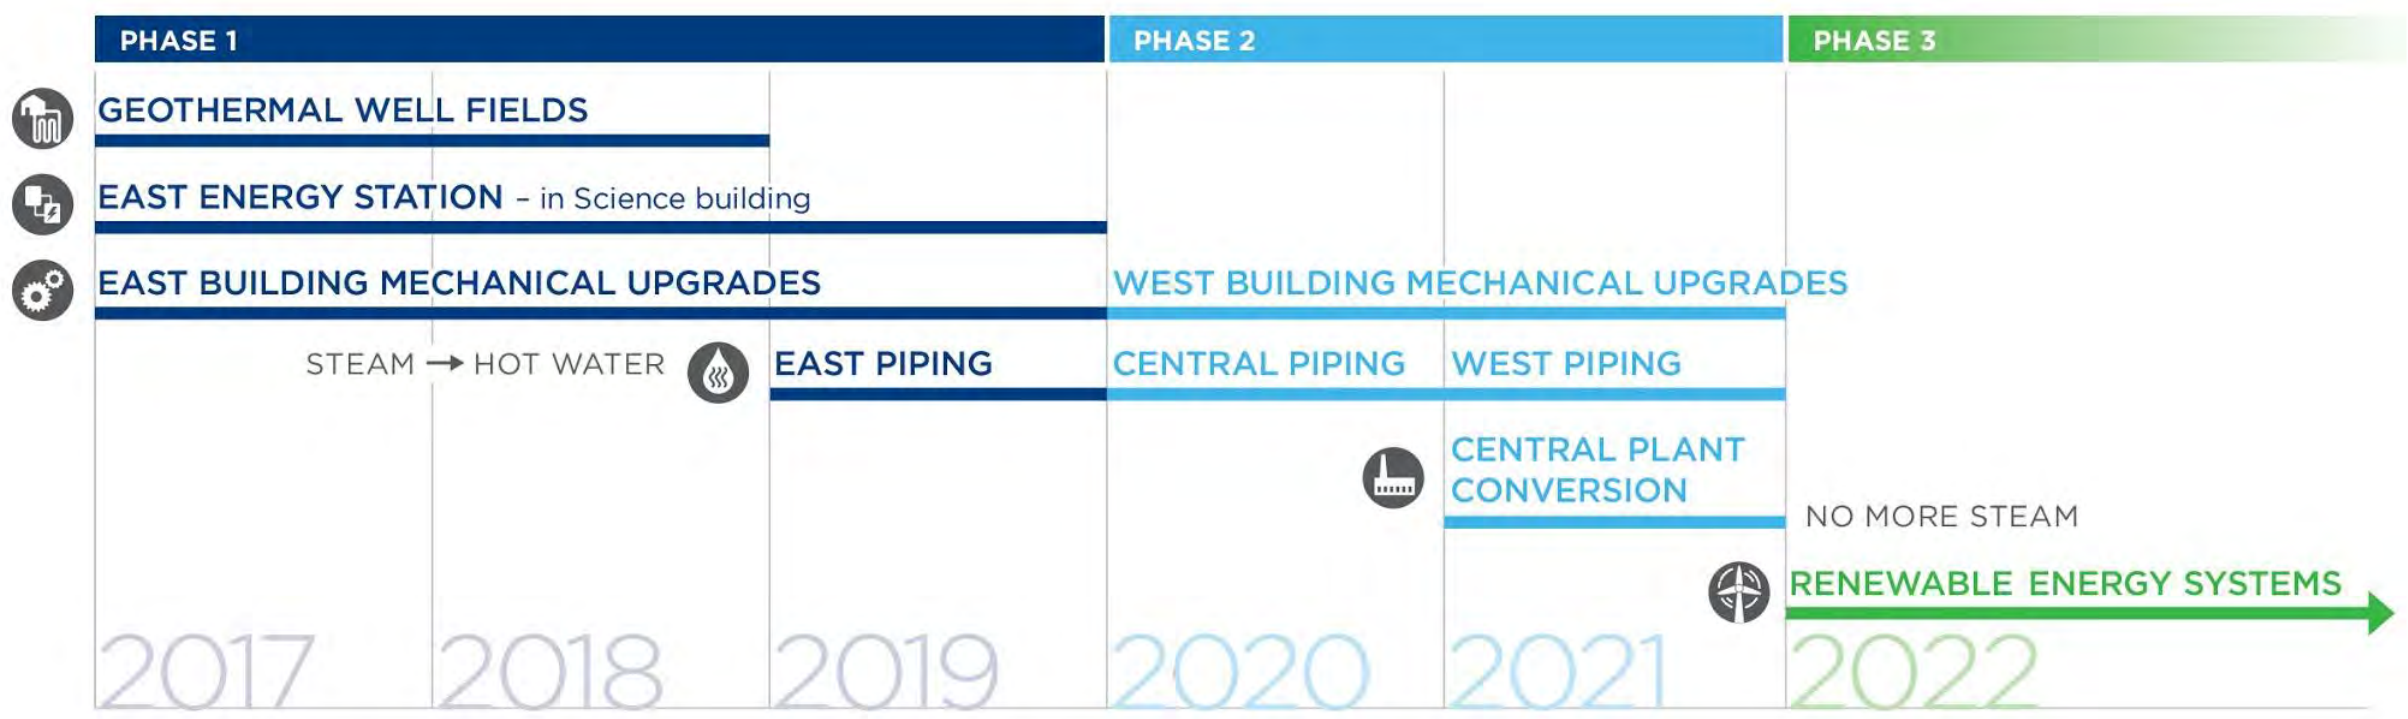 PHASE 1
PHASE 2
PHASE 3
GEOTHERMAL WELL FIELDS
EAST ENERGY STATION – in Science building
EAST BUILDING MECHANICAL UPGRADES
WEST BUILDING MECHANICAL UPGRADES
STEAM → HOT WATER
EAST PIPING
CENTRAL PIPING
WEST PIPING
CENTRAL PLANT
CONVERSION
NO MORE STEAM
RENEWABLE ENERGY SYSTEMS
2017
2018
2019
2020
2021
2022